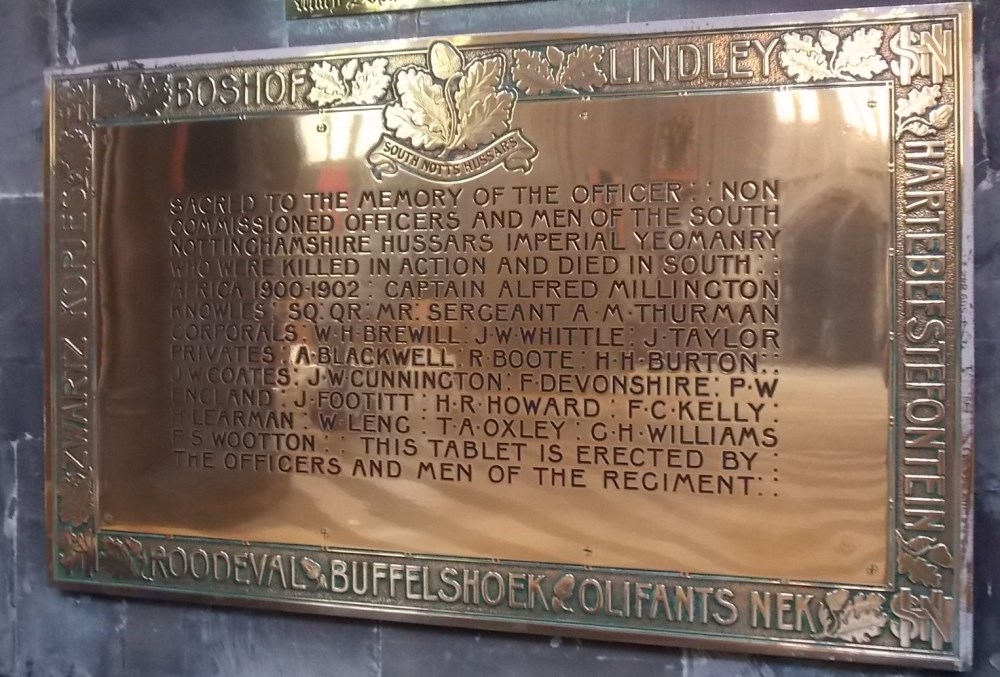 BOSHOF
LINDLEY
SOUTH NOTTS HUSSARS
SACRED TO THE MEMORY OF THE OFFICER : : NON
COMMISSIONED OFFICERS AND MEN OF THE SOUTH
NOTTINGHAMSHIRE HUSSARS IMPERIAL YEOMANRY
WHO WERE KILLED IN ACTION AND DIED IN SOUTH : :
AFRICA 1900-1902 : CAPTAIN ALFRED MILLINGTON
KNOWLES : SQ. QR. MR. SERGEANT A·M·THURMAN
CORPORALS : W·H·BREWILL : J·W·WHITTLE : J·TAYLOR
PRIVATES : A·BLACKWELL : R·BOOTE : H·H·BURTON : :
J·W·COATES : J·W·CUNNINGTON : F·DEVONSHIRE : P·W
ENGLAND : J·FOOTITT : H·R·HOWARD : F·C·KELLY :
H·LEARMAN : W·LENG : T·A·OXLEY : G·H·WILLIAMS
F·S·WOOTTON : : THIS TABLET IS ERECTED BY :
THE OFFICERS AND MEN OF THE REGIMENT : :
ZWARTZ KOPJES
HARTEBEESTEFONTEIN
ROODEVAL
BUFFELSHOEK
OLIFANTS NEK